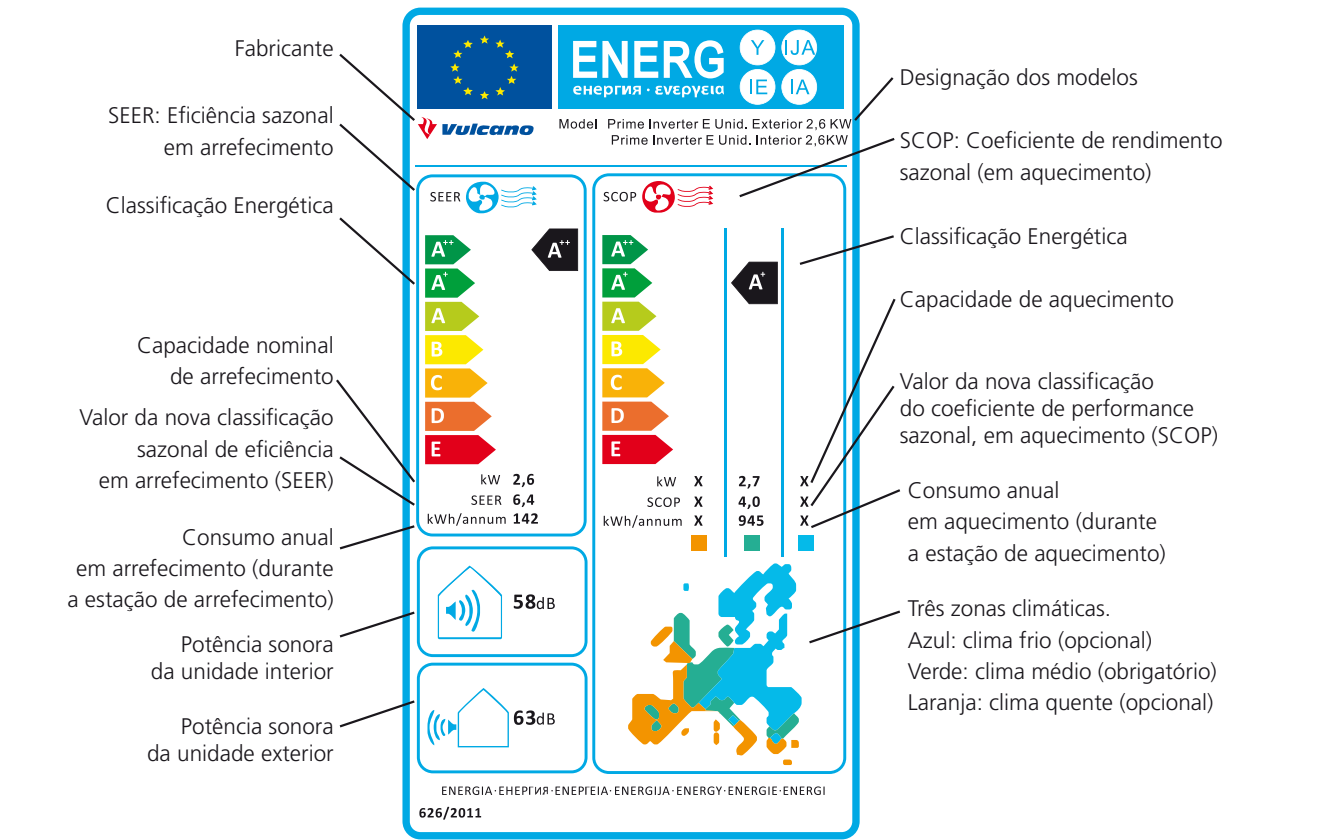 Fabricante
SEER: Eficiência sazonal
em arrefecimento
Classificação Energética
Capacidade nominal
de arrefecimento
Valor da nova classificação
sazonal de eficiência
em arrefecimento (SEER)
Consumo anual
em arrefecimento (durante
a estação de arrefecimento)
Potência sonora
da unidade interior
Potência sonora
da unidade exterior
ENERG
енергия · ενεργεια
Y IJA
IE IA
Vulcano
Model Prime Inverter E Unid. Exterior 2,6 KW
Prime Inverter E Unid. Interior 2,6KW
SEER
A++ A++
A+
A
B
C
D
E
kW 2,6
SEER 6,4
kWh/annum 142
58dB
63dB
SCOP
A++
A+ A+
A
B
C
D
E
kW X 2,7 X
SCOP X 4,0 X
kWh/annum X 945 X
ENERGIA·ЕНЕРГИЯ·ΕΝΕΡΓΕΙΑ·ENERGIJA·ENERGY·ENERGIE·ENERGI
626/2011
Designação dos modelos
SCOP: Coeficiente de rendimento
sazonal (em aquecimento)
Classificação Energética
Capacidade de aquecimento
Valor da nova classificação
do coeficiente de performance
sazonal, em aquecimento (SCOP)
Consumo anual
em aquecimento (durante
a estação de aquecimento)
Três zonas climáticas.
Azul: clima frio (opcional)
Verde: clima médio (obrigatório)
Laranja: clima quente (opcional)